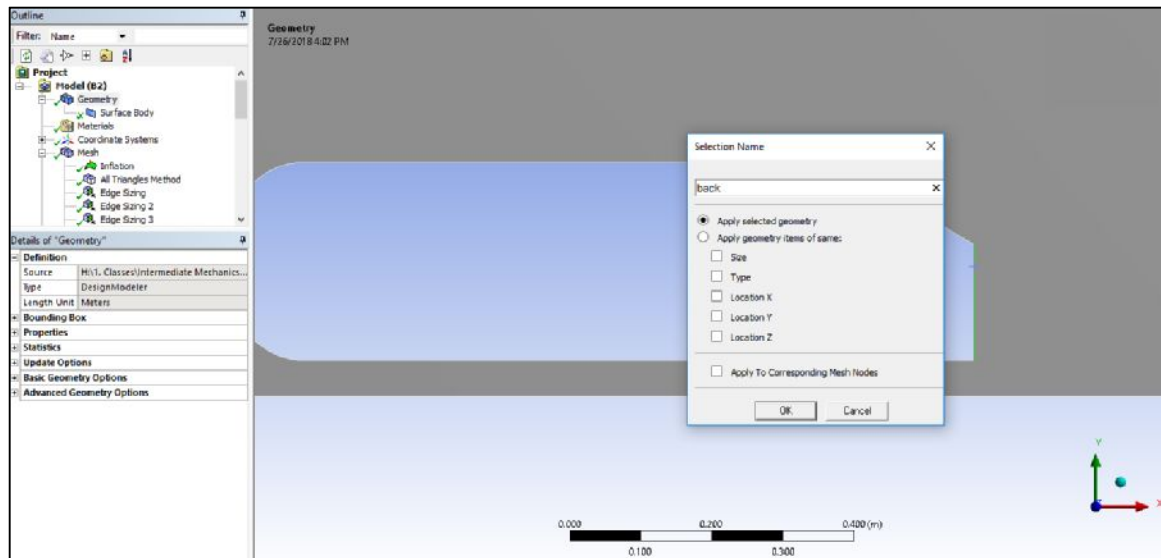 Outline
Filter: Name
Project
Model (B2)
Geometry
Surface Body
Materials
Coordinate Systems
Mesh
Inflation
All Triangles Method
Edge Sizing
Edge Sizing 2
Edge Sizing 3
Details of "Geometry"
Definition
Source H:\1. Classes\Intermediate Mechanics...
Type DesignModeler
Length Unit Meters
Bounding Box
Properties
Statistics
Update Options
Basic Geometry Options
Advanced Geometry Options
Geometry
7/26/2018 4:02 PM
Selection Name
back
Apply selected geometry
Apply geometry items of same:
Size
Type
Location X
Location Y
Location Z
Apply To Corresponding Mesh Nodes
OK Cancel
Y
X
0.000 0.200 0.400 (m)
0.100 0.300